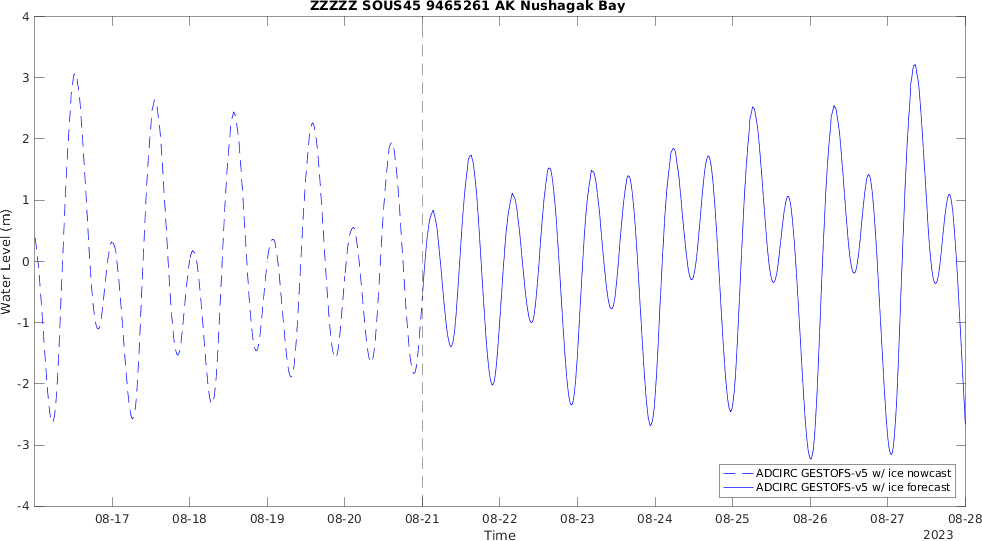 ZZZZZ SOUS45 9465261 AK Nushagak Bay
4
3
2
1
0
-1
-2
-3
-4
Water Level (m)
ADCIRC GESTOFS-v5 w/ ice nowcast
ADCIRC GESTOFS-v5 w/ ice forecast
08-17 08-18 08-19 08-20 08-21 08-22 08-23 08-24 08-25 08-26 08-27 08-28
Time
2023